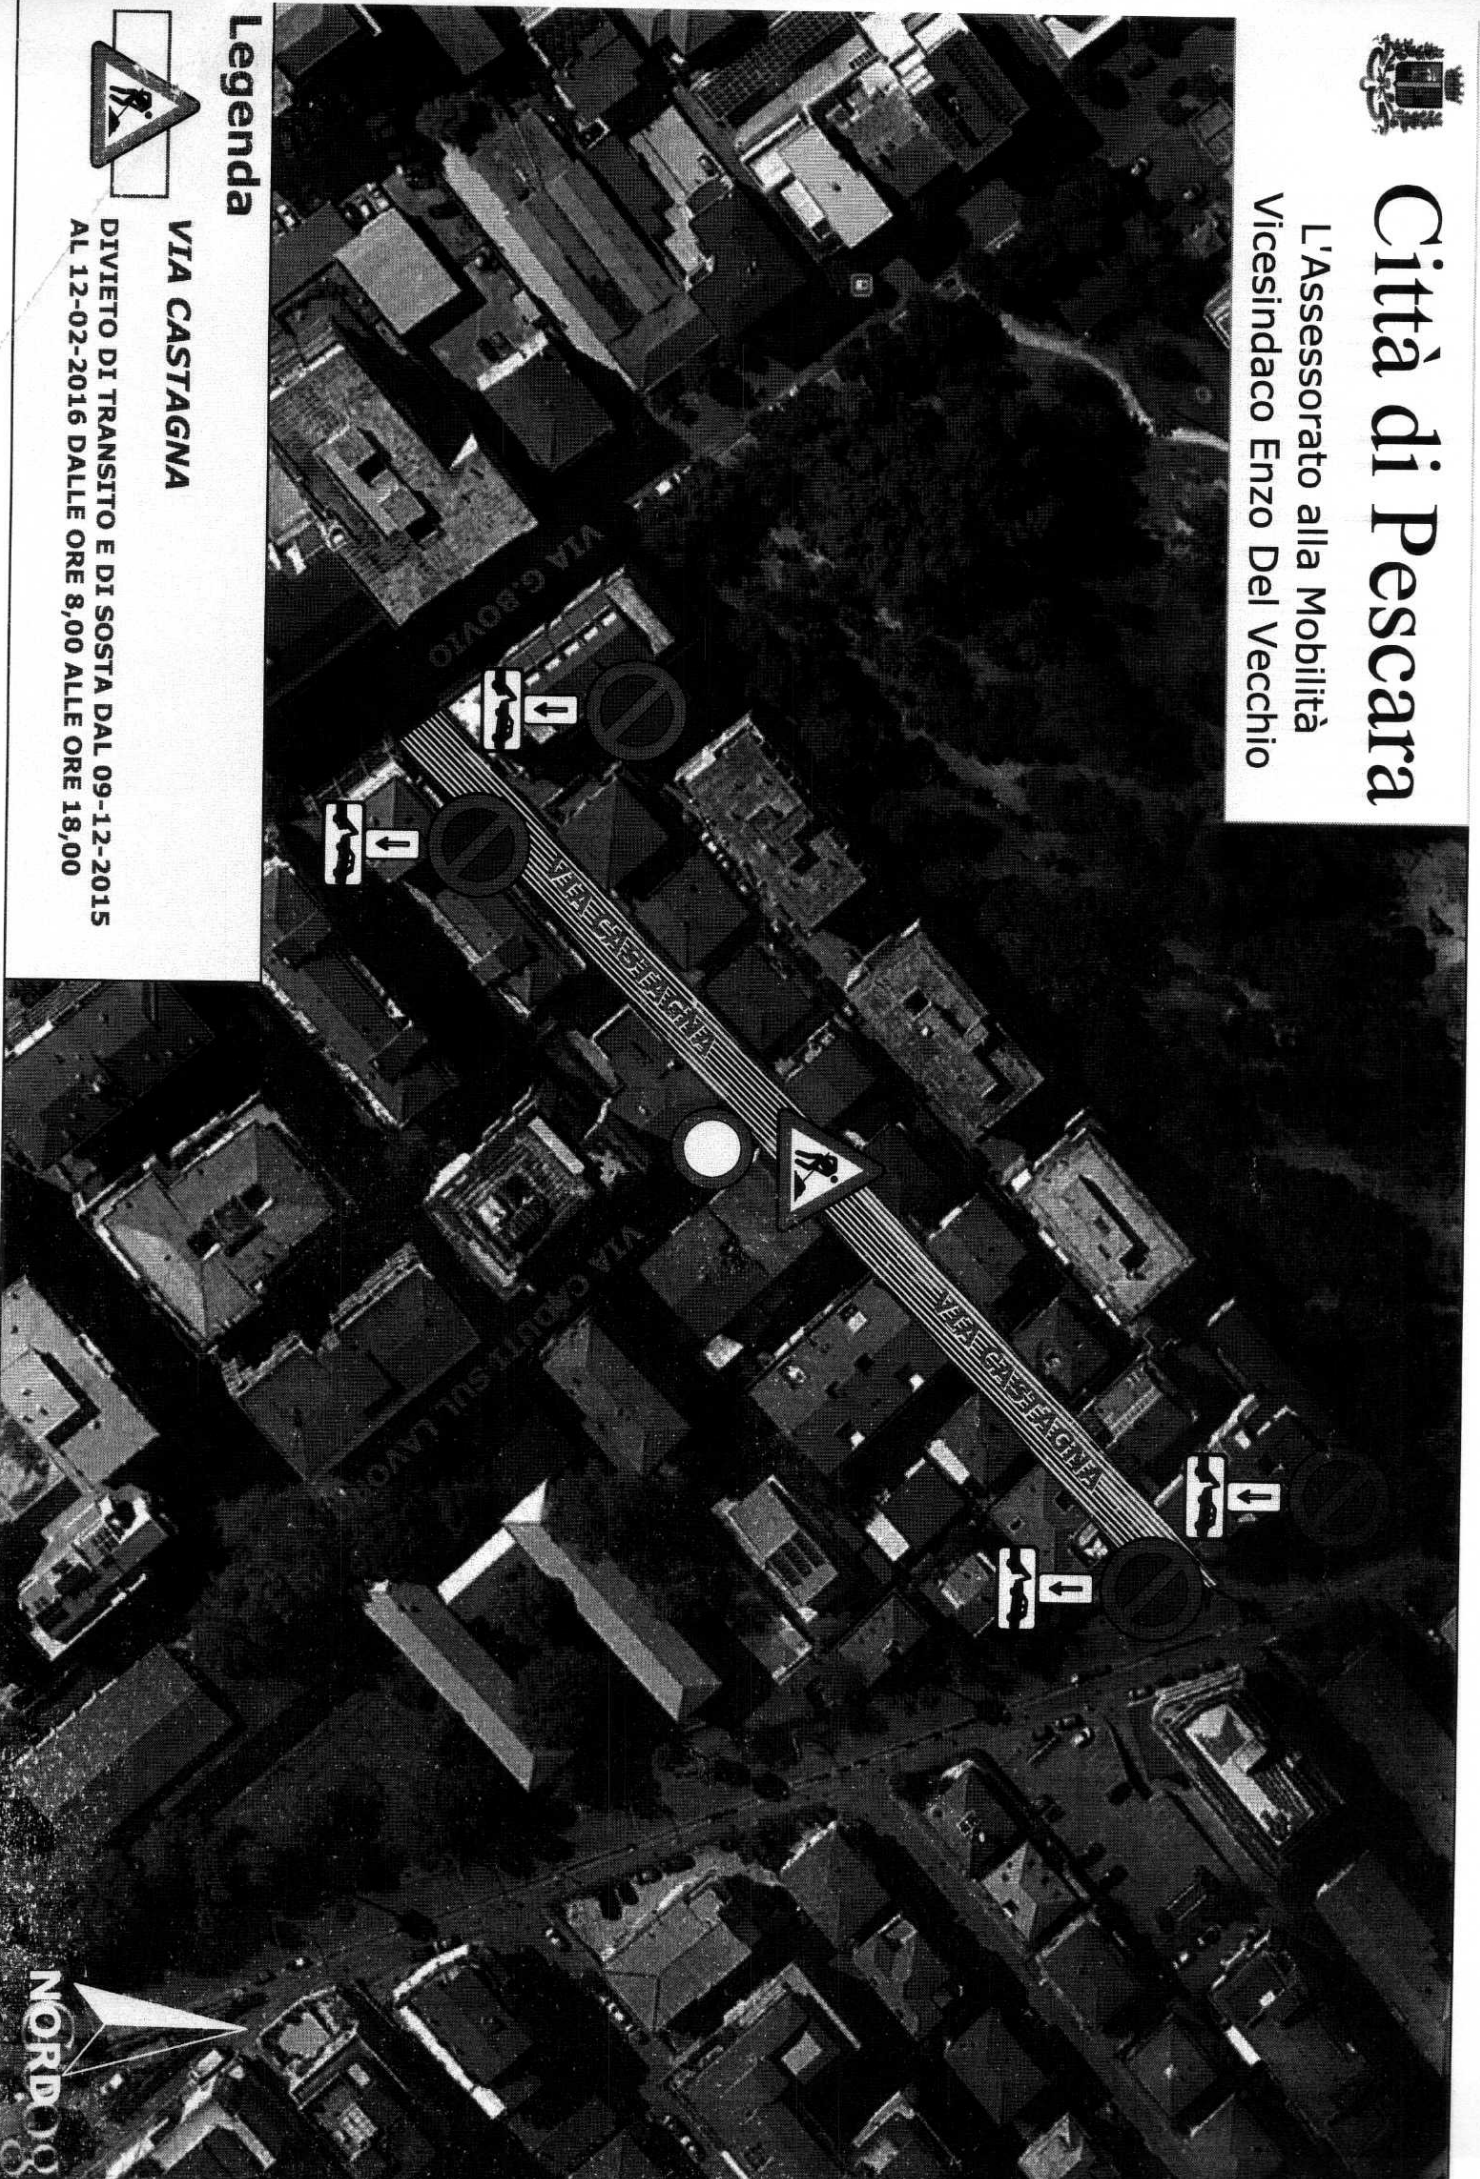 Città di Pescara
L'Assessorato alla Mobilità
Vicesindaco Enzo Del Vecchio
VIA G.BOVIO
VIA CASTAGNA
VIA CASTAGNA
VIA CADUTI SUL LAVORO
Legenda
VIA CASTAGNA
DIVIETO DI TRANSITO E DI SOSTA DAL 09-12-2015
AL 12-02-2016 DALLE ORE 8,00 ALLE ORE 18,00
NORD